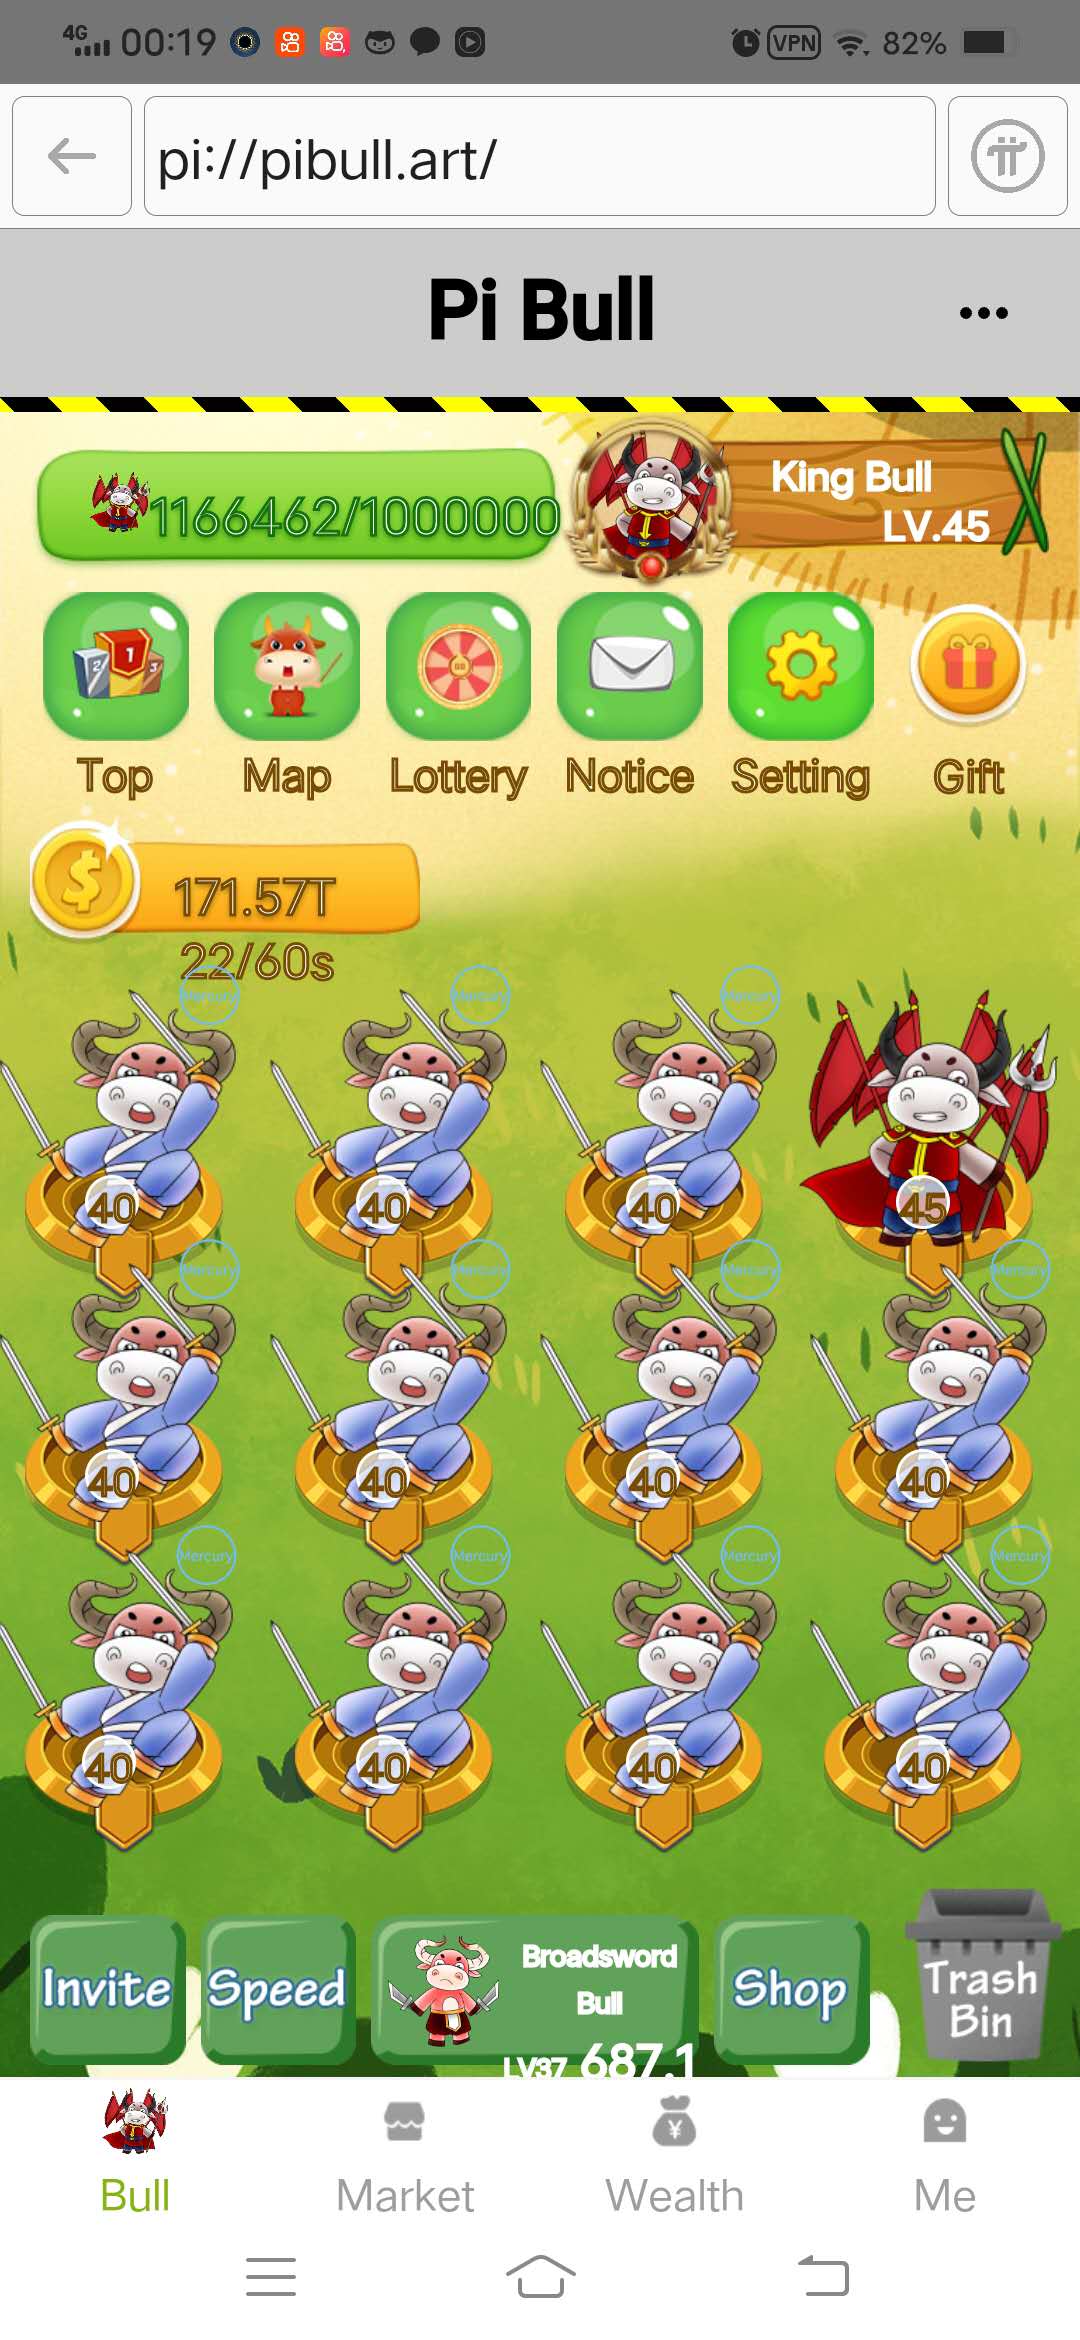 4G 00:19 VPN 82%
pi://pibull.art/
Pi Bull
1166462/1000000
King Bull
LV.45
2 1 3
Top Map Lottery Notice Setting Gift
$ 171.57T
22/60s
Mercury Mercury Mercury
40 40 40 45
Mercury Mercury Mercury Mercury
40 40 40 40
Mercury Mercury Mercury Mercury
40 40 40 40
Invite Speed Broadsword
Bull
LV37 687.1
Shop Trash
Bin
¥
Bull Market Wealth Me